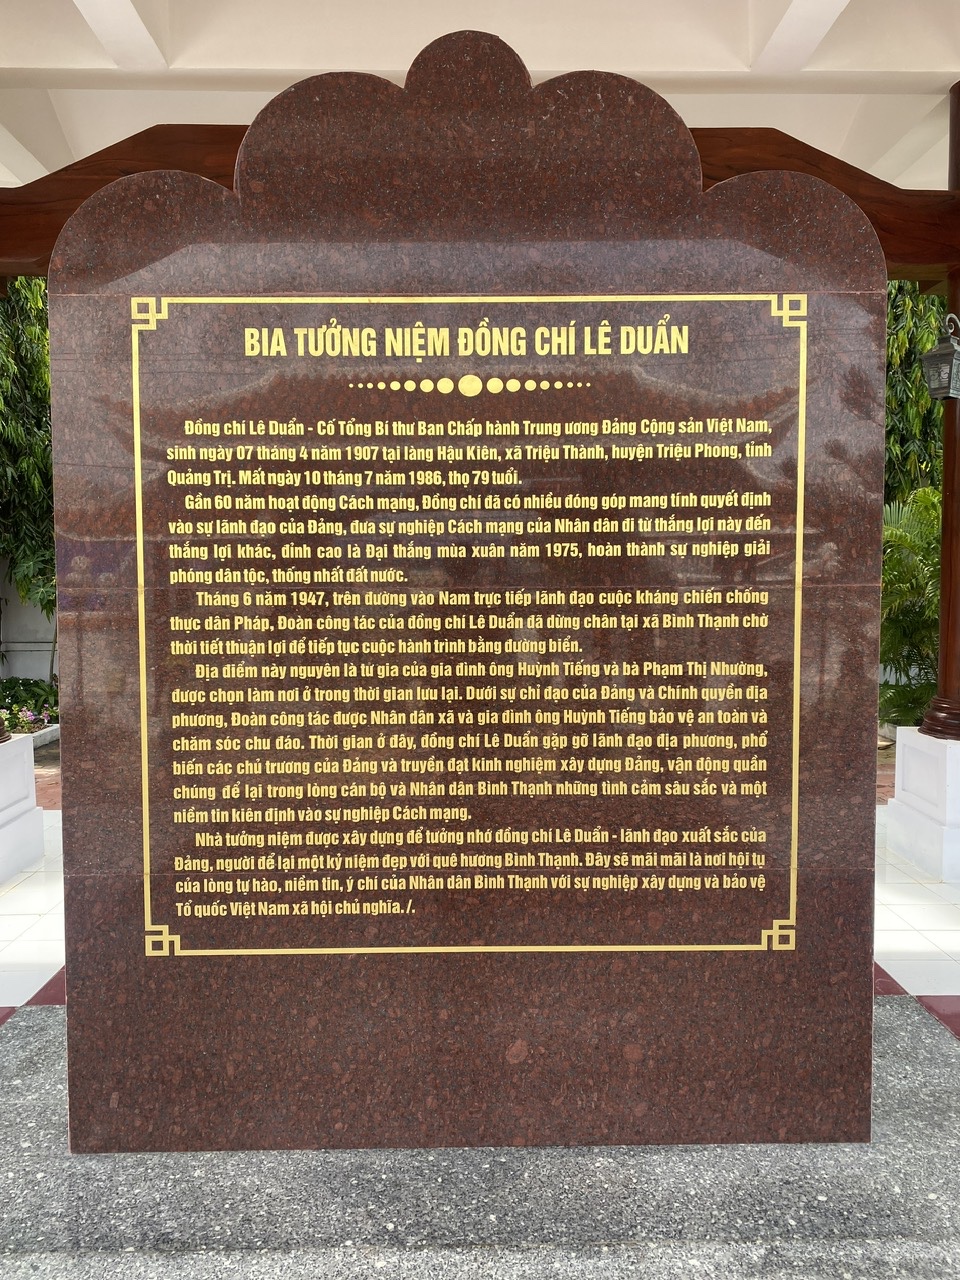 BIA TƯỞNG NIỆM ĐỒNG CHÍ LÊ DUẨN
Đồng chí Lê Duẩn - Cố Tổng Bí thư Ban Chấp hành Trung ương Đảng Cộng sản Việt Nam,
sinh ngày 07 tháng 4 năm 1907 tại làng Hậu Kiên, xã Triệu Thành, huyện Triệu Phong, tỉnh
Quảng Trị. Mất ngày 10 tháng 7 năm 1986, thọ 79 tuổi.
Gần 60 năm hoạt động Cách mạng, Đồng chí đã có nhiều đóng góp mang tính quyết định
vào sự lãnh đạo của Đảng, đưa sự nghiệp Cách mạng của Nhân dân đi từ thắng lợi này đến
thắng lợi khác, đỉnh cao là Đại thắng mùa xuân năm 1975, hoàn thành sự nghiệp giải
phóng dân tộc, thống nhất đất nước.
Tháng 6 năm 1947, trên đường vào Nam trực tiếp lãnh đạo cuộc kháng chiến chống
thực dân Pháp, Đoàn công tác của đồng chí Lê Duẩn đã dừng chân tại xã Bình Thạnh chờ
thời tiết thuận lợi để tiếp tục cuộc hành trình bằng đường biển.
Địa điểm này nguyên là tư gia của gia đình ông Huỳnh Tiếng và bà Phạm Thị Nhường,
được chọn làm nơi ở trong thời gian lưu lại. Dưới sự chỉ đạo của Đảng và Chính quyền địa
phương, Đoàn công tác được Nhân dân xã và gia đình ông Huỳnh Tiếng bảo vệ an toàn và
chăm sóc chu đáo. Thời gian ở đây, đồng chí Lê Duẩn gặp gỡ lãnh đạo địa phương, phổ
biến các chủ trương của Đảng và truyền đạt kinh nghiệm xây dựng Đảng, vận động quần
chúng để lại trong lòng cán bộ và Nhân dân Bình Thạnh những tình cảm sâu sắc và một
niềm tin kiên định vào sự nghiệp Cách mạng.
Nhà tưởng niệm được xây dựng để tưởng nhớ đồng chí Lê Duẩn - lãnh đạo xuất sắc của
Đảng, người để lại một kỷ niệm đẹp với quê hương Bình Thạnh. Đây sẽ mãi mãi là nơi hội tụ
của lòng tự hào, niềm tin, ý chí của Nhân dân Bình Thạnh với sự nghiệp xây dựng và bảo vệ
Tổ quốc Việt Nam xã hội chủ nghĩa./.